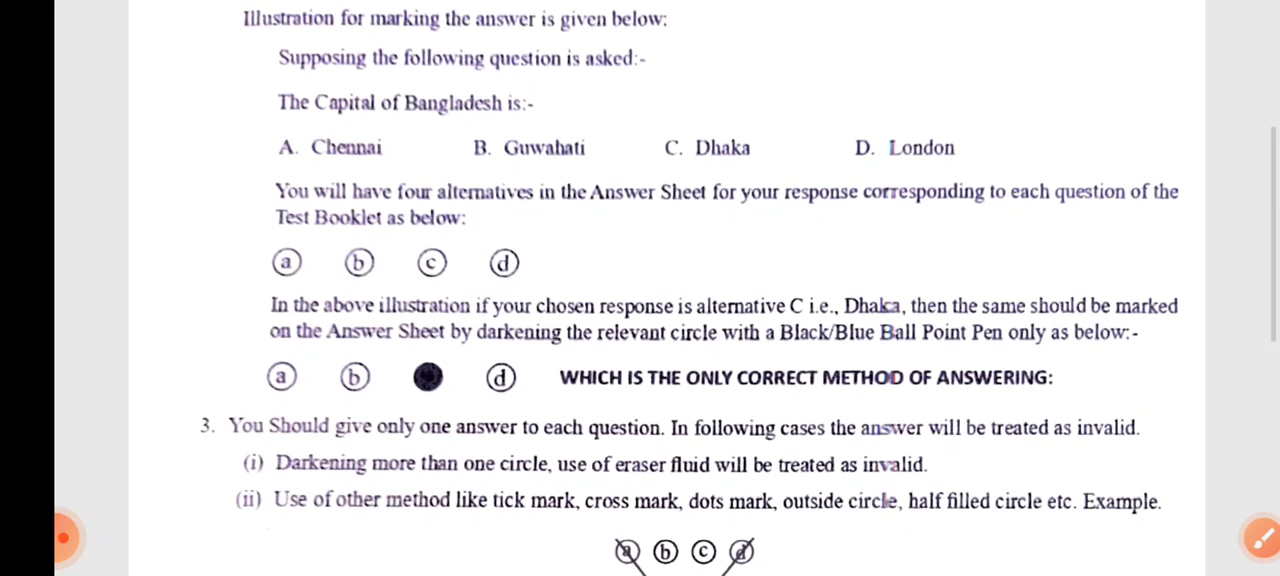 Illustration for marking the answer is given below:
Supposing the following question is asked:-
The Capital of Bangladesh is:-
A. Chennai B. Guwahati C. Dhaka D. London
You will have four alternatives in the Answer Sheet for your response corresponding to each question of the
Test Booklet as below:
a b c d
In the above illustration if your chosen response is alternative C i.e., Dhaka, then the same should be marked
on the Answer Sheet by darkening the relevant circle with a Black/Blue Ball Point Pen only as below:-
a b d WHICH IS THE ONLY CORRECT METHOD OF ANSWERING:
3. You Should give only one answer to each question. In following cases the answer will be treated as invalid.
(i) Darkening more than one circle, use of eraser fluid will be treated as invalid.
(ii) Use of other method like tick mark, cross mark, dots mark, outside circle, half filled circle etc. Example.
a b c d